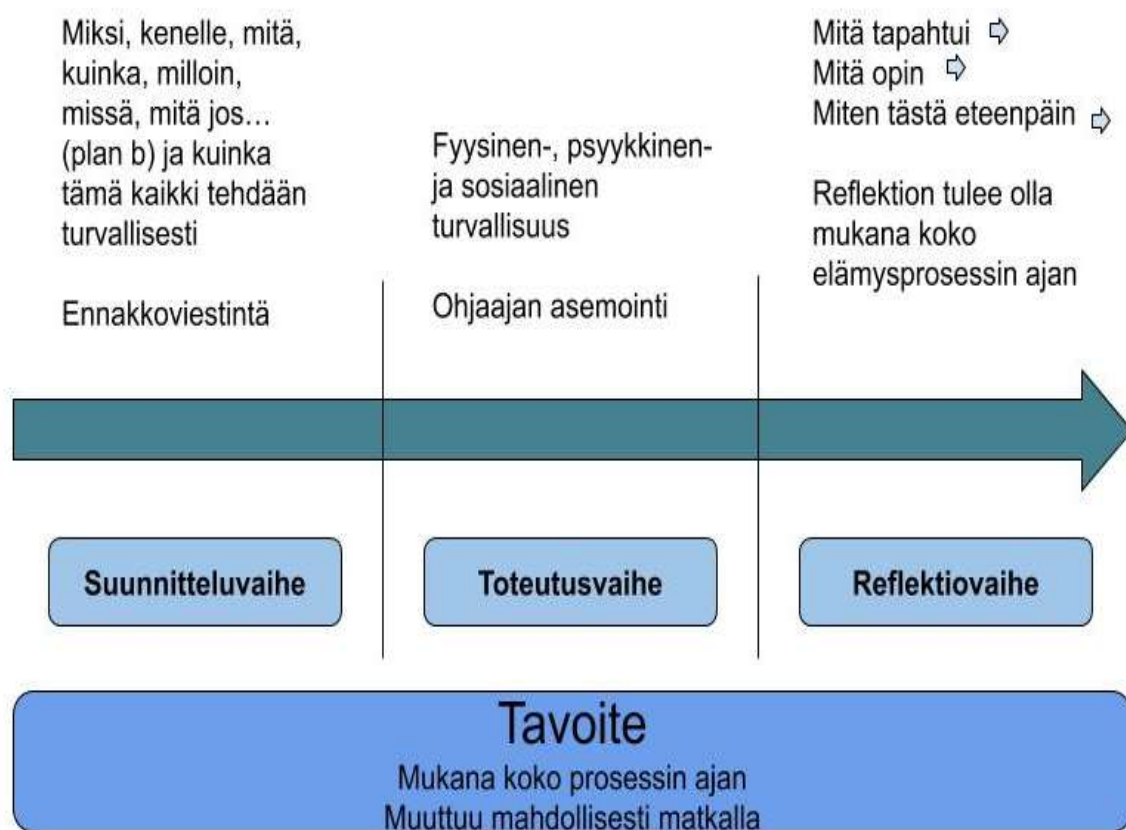 Miksi, kenelle, mitä,
kuinka, milloin,
missä, mitä jos…
(plan b) ja kuinka
tämä kaikki tehdään
turvallisesti
Ennakkoviestintä
Fyysinen-, psyykkinen-
ja sosiaalinen
turvallisuus
Ohjaajan asemointi
Mitä tapahtui
Mitä opin
Miten tästä eteenpäin
Reflektion tulee olla
mukana koko
elämysprosessin ajan
Suunnitteluvaihe
Toteutusvaihe
Reflektiovaihe
Tavoite
Mukana koko prosessin ajan
Muuttuu mahdollisesti matkalla